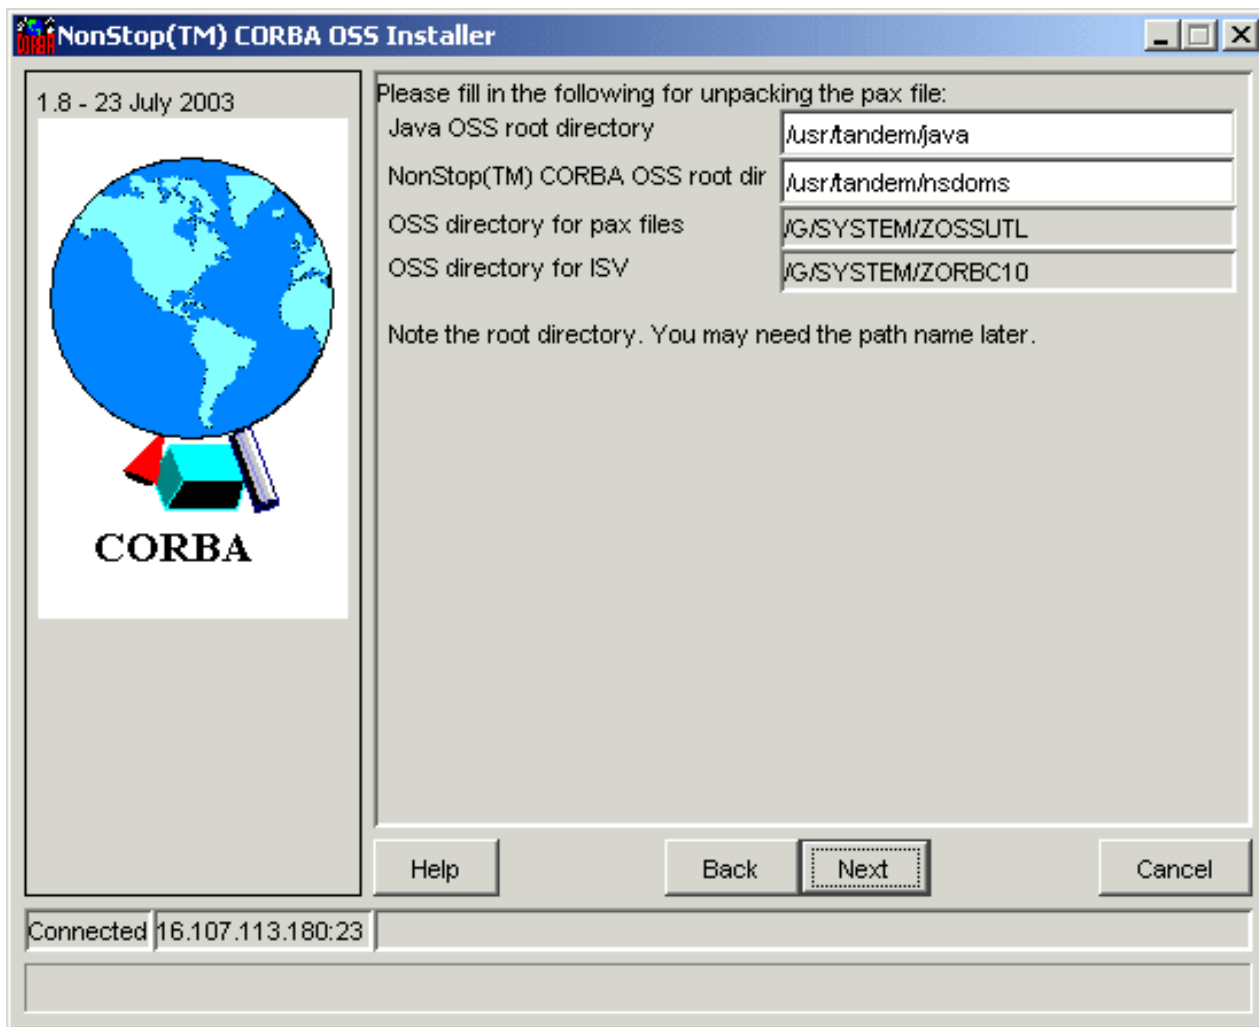 NonStop(TM) CORBA OSS Installer
1.8 - 23 July 2003
CORBA
Please fill in the following for unpacking the pax file:
Java OSS root directory
/usr/tandem/java
NonStop(TM) CORBA OSS root dir
/usr/tandem/nsdoms
OSS directory for pax files
/G/SYSTEM/ZOSSUTL
OSS directory for ISV
/G/SYSTEM/ZORBC10
Note the root directory. You may need the path name later.
Help
Back
Next
Cancel
Connected
16.107.113.180:23